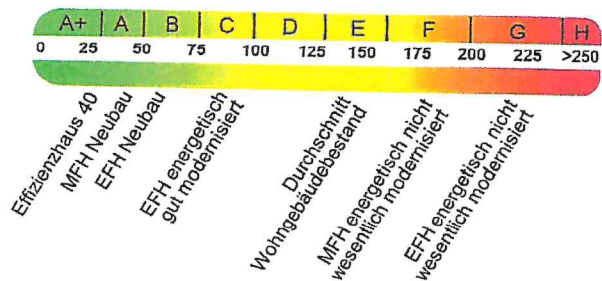 A+ A B C D E F G H
0 25 50 75 100 125 150 175 200 225 >250
Effizienzhaus 40
MFH Neubau
EFH Neubau
EFH energetisch
gut modernisiert
Durchschnitt
Wohngebäudebestand
MFH energetisch nicht
wesentlich modernisiert
EFH energetisch nicht
wesentlich modernisiert